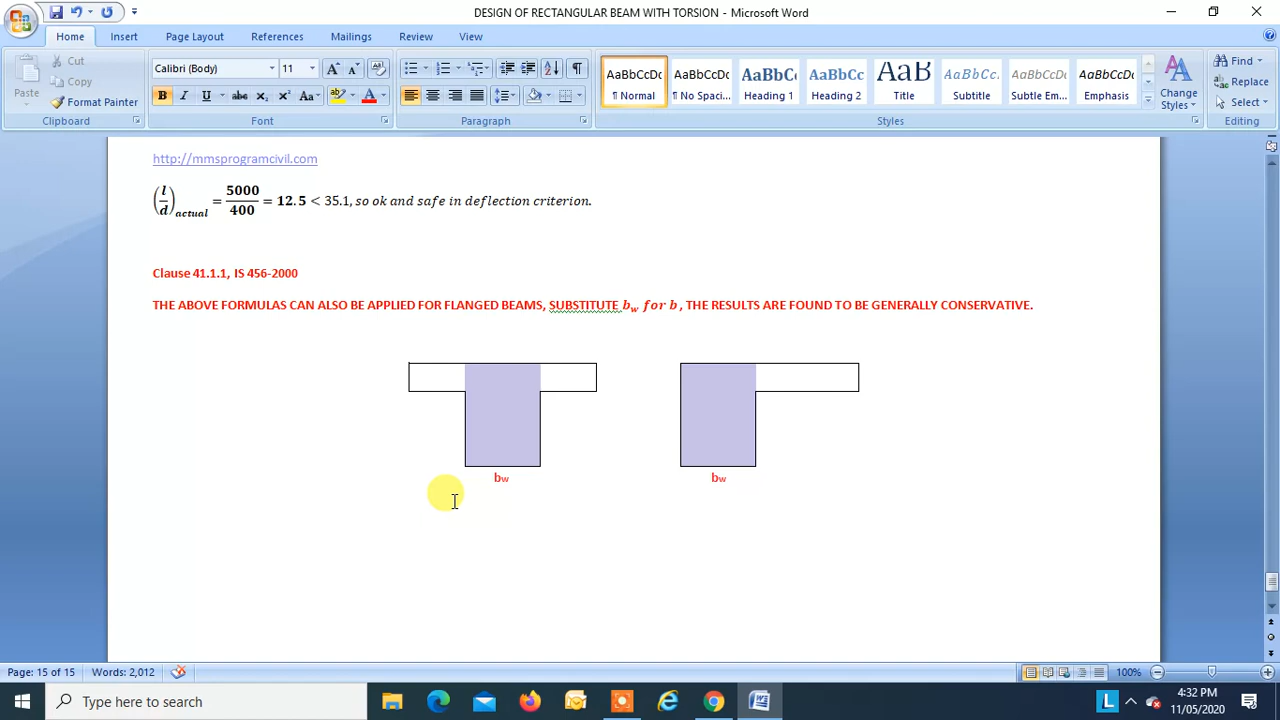 DESIGN OF RECTANGULAR BEAM WITH TORSION - Microsoft Word
Home Insert Page Layout References Mailings Review View
Paste
Cut
Copy
Format Painter
Clipboard
Calibri (Body) 11
B I U abc x₂ x² Aa A
Font
Paragraph
AaBbCcDc AaBbCcDc AaBbC AaBbCc AaB AaBbCc. AaBbCcDc AaBbCcDc
¶ Normal ¶ No Spaci... Heading 1 Heading 2 Title Subtitle Subtle Em... Emphasis
Change Styles
Styles
Find
Replace
Select
Editing
http://mmsprogramcivil.com
(l/d)actual = 5000/400 = 12.5 < 35.1, so ok and safe in deflection criterion.
Clause 41.1.1, IS 456-2000
THE ABOVE FORMULAS CAN ALSO BE APPLIED FOR FLANGED BEAMS, SUBSTITUTE bw for b, THE RESULTS ARE FOUND TO BE GENERALLY CONSERVATIVE.
bw bw
Page: 15 of 15 Words: 2,012 100%
Type here to search
L
4:32 PM
11/05/2020